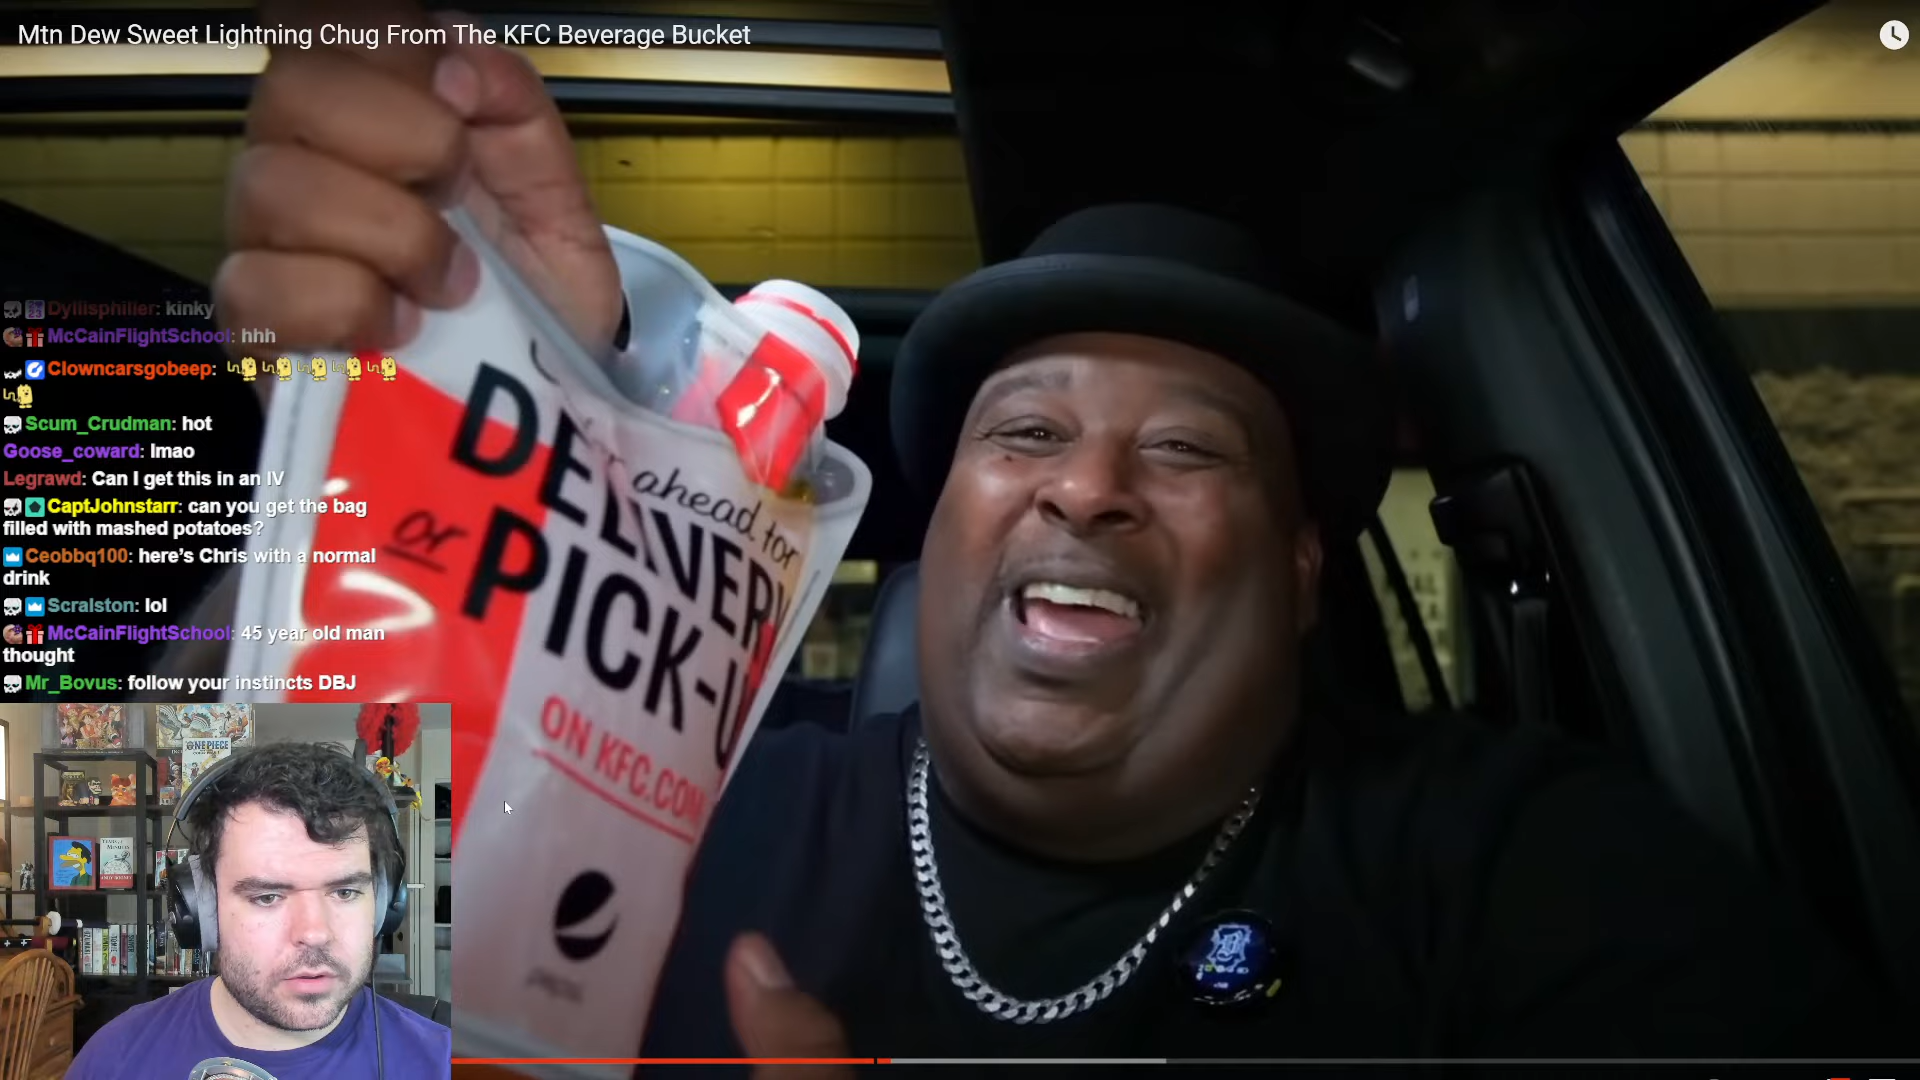 Mtn Dew Sweet Lightning Chug From The KFC Beverage Bucket
Dyllisphiller: kinky
McCainFlightSchool: hhh
Clowncarsgobeep:
Scum_Crudman: hot
Goose_coward: lmao
Legrawd: Can I get this in an IV
CaptJohnstarr: can you get the bag
filled with mashed potatoes?
Ceobbq100: here's Chris with a normal
drink
Scralston: lol
McCainFlightSchool: 45 year old man
thought
Mr_Bovus: follow your instincts DBJ
ahead for
DELIVERY
or PICK-U
ON KFC.COM
pepsi
ONE PIECE